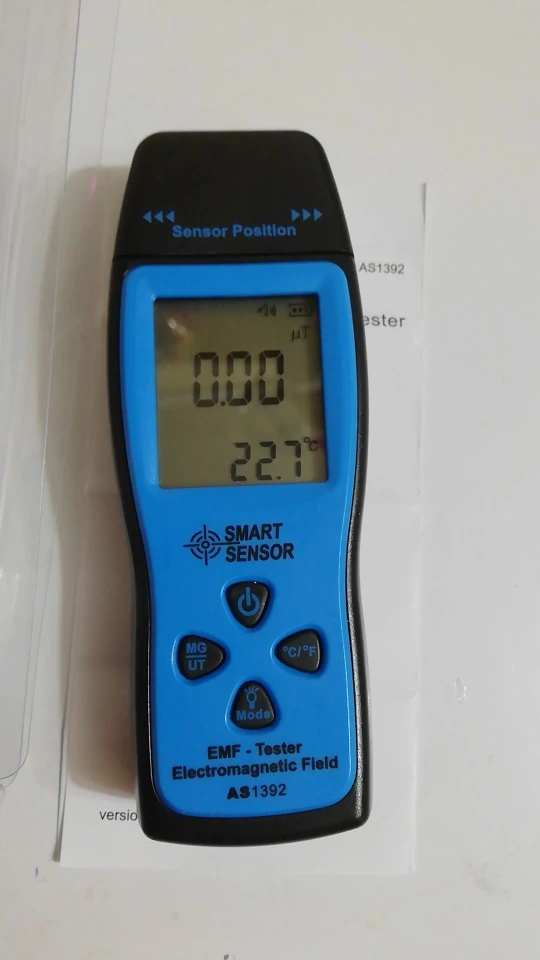 Sensor Position
AS1392
ester
µT
0.00
22.7°C
SMART
SENSOR
MG
UT
°C/°F
Mode
EMF - Tester
Electromagnetic Field
AS1392
versio